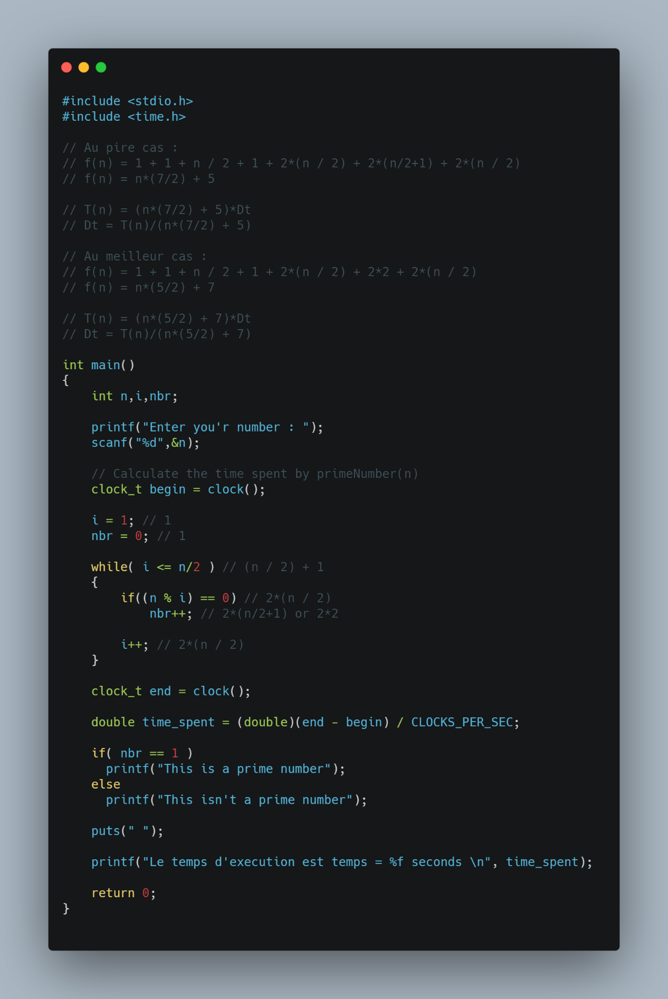 #include <stdio.h>
#include <time.h>
// Au pire cas :
// f(n) = 1 + 1 + n / 2 + 1 + 2*(n / 2) + 2*(n/2+1) + 2*(n / 2)
// f(n) = n*(7/2) + 5
// T(n) = (n*(7/2) + 5)*Dt
// Dt = T(n)/(n*(7/2) + 5)
// Au meilleur cas :
// f(n) = 1 + 1 + n / 2 + 1 + 2*(n / 2) + 2*2 + 2*(n / 2)
// f(n) = n*(5/2) + 7
// T(n) = (n*(5/2) + 7)*Dt
// Dt = T(n)/(n*(5/2) + 7)
int main()
{
    int n,i,nbr;
    printf("Enter you'r number : ");
    scanf("%d",&n);
    // Calculate the time spent by primeNumber(n)
    clock_t begin = clock();
    i = 1; // 1
    nbr = 0; // 1
    while( i <= n/2 ) // (n / 2) + 1
    {
        if((n % i) == 0) // 2*(n / 2)
            nbr++; // 2*(n/2+1) or 2*2
        i++; // 2*(n / 2)
    }
    clock_t end = clock();
    double time_spent = (double)(end - begin) / CLOCKS_PER_SEC;
    if( nbr == 1 )
      printf("This is a prime number");
    else
      printf("This isn't a prime number");
    puts(" ");
    printf("Le temps d'execution est temps = %f seconds \n", time_spent);
    return 0;
}